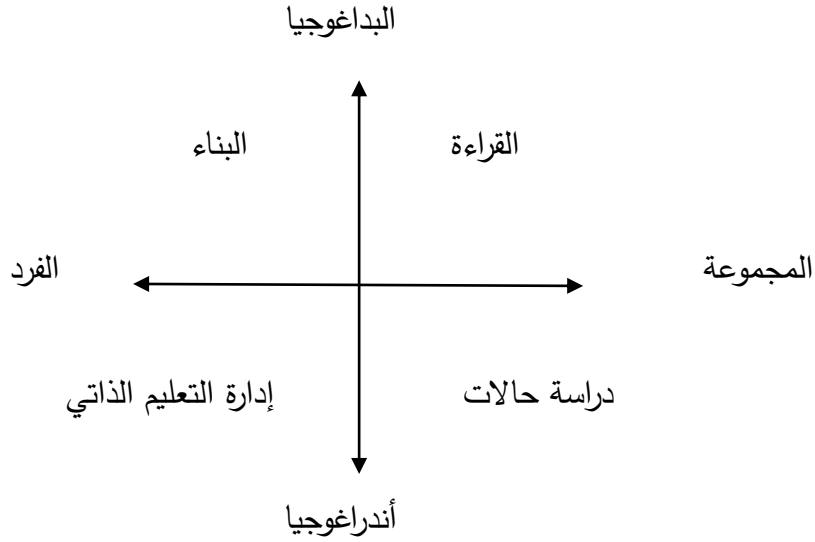 البداغوجيا
القراءة
البناء
المجموعة
الفرد
دراسة حالات
إدارة التعليم الذاتي
أندراغوجيا